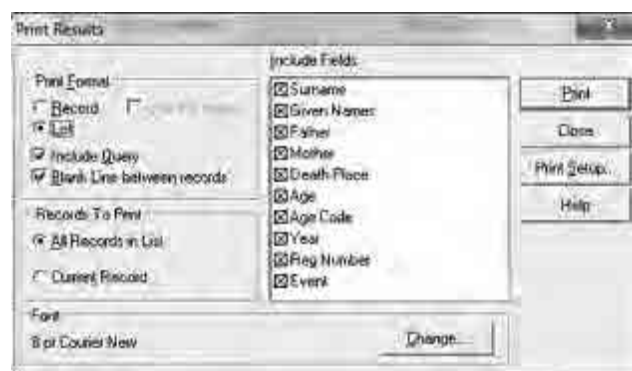 Print Results
Print Format
Record
List
Include Query
Blank Line between records
Records To Print
All Records in List
Current Record
Include Fields
Surname
Given Names
Father
Mother
Death Place
Age
Age Code
Year
Reg Number
Event
Print
Close
Print Setup...
Help
Font
8 pt Courier New
Change...